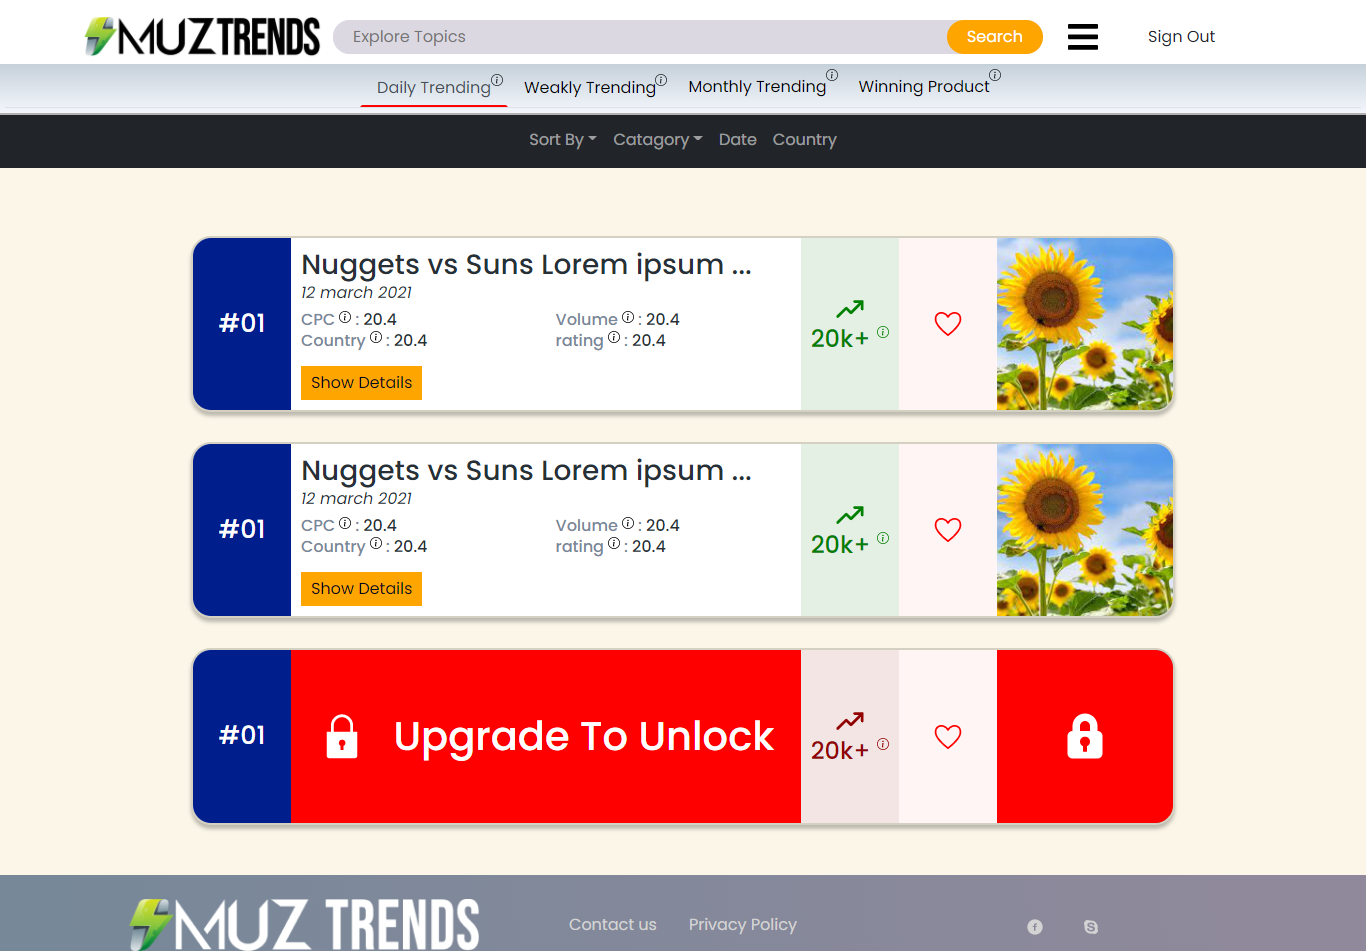 MUZTRENDS
Explore Topics
Search
Sign Out
Daily Trending
Weakly Trending
Monthly Trending
Winning Product
Sort By
Catagory
Date
Country
#01
Nuggets vs Suns Lorem ipsum ...
12 march 2021
CPC : 20.4
Volume : 20.4
Country : 20.4
rating : 20.4
Show Details
20k+
#01
Nuggets vs Suns Lorem ipsum ...
12 march 2021
CPC : 20.4
Volume : 20.4
Country : 20.4
rating : 20.4
Show Details
20k+
#01
Upgrade To Unlock
20k+
MUZ TRENDS
Contact us
Privacy Policy